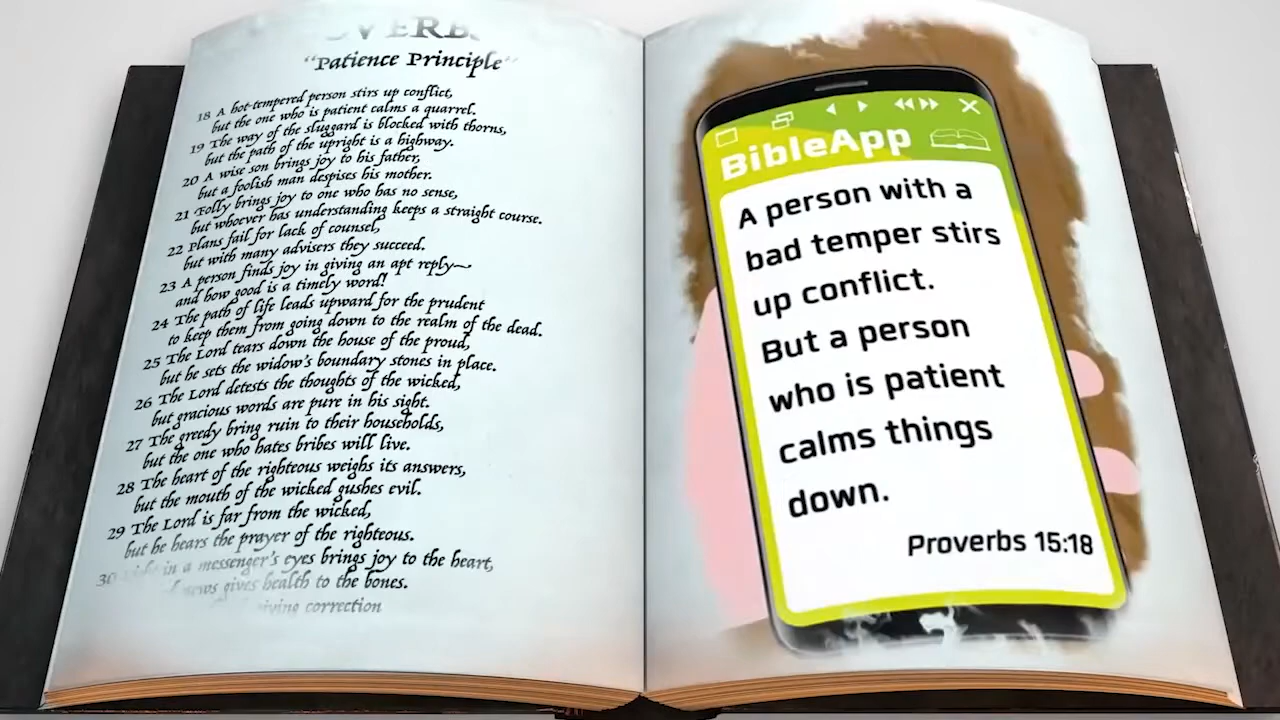 "Patience Principle"
18 A hot-tempered person stirs up conflict,
but the one who is patient calms a quarrel.
19 The way of the sluggard is blocked with thorns,
but the path of the upright is a highway.
20 A wise son brings joy to his father,
but a foolish man despises his mother.
21 Folly brings joy to one who has no sense,
but whoever has understanding keeps a straight course.
22 Plans fail for lack of counsel,
but with many advisers they succeed.
23 A person finds joy in giving an apt reply—
and how good is a timely word!
24 The path of life leads upward for the prudent
to keep them from going down to the realm of the dead.
25 The Lord tears down the house of the proud,
but he sets the widow's boundary stones in place.
26 The Lord detests the thoughts of the wicked,
but gracious words are pure in his sight.
27 The greedy bring ruin to their households,
but the one who hates bribes will live.
28 The heart of the righteous weighs its answers,
but the mouth of the wicked gushes evil.
29 The Lord is far from the wicked,
but he hears the prayer of the righteous.
30 in a messenger's eyes brings joy to the heart,
news gives health to the bones.
giving correction
BibleApp
A person with a
bad temper stirs
up conflict.
But a person
who is patient
calms things
down.
Proverbs 15:18